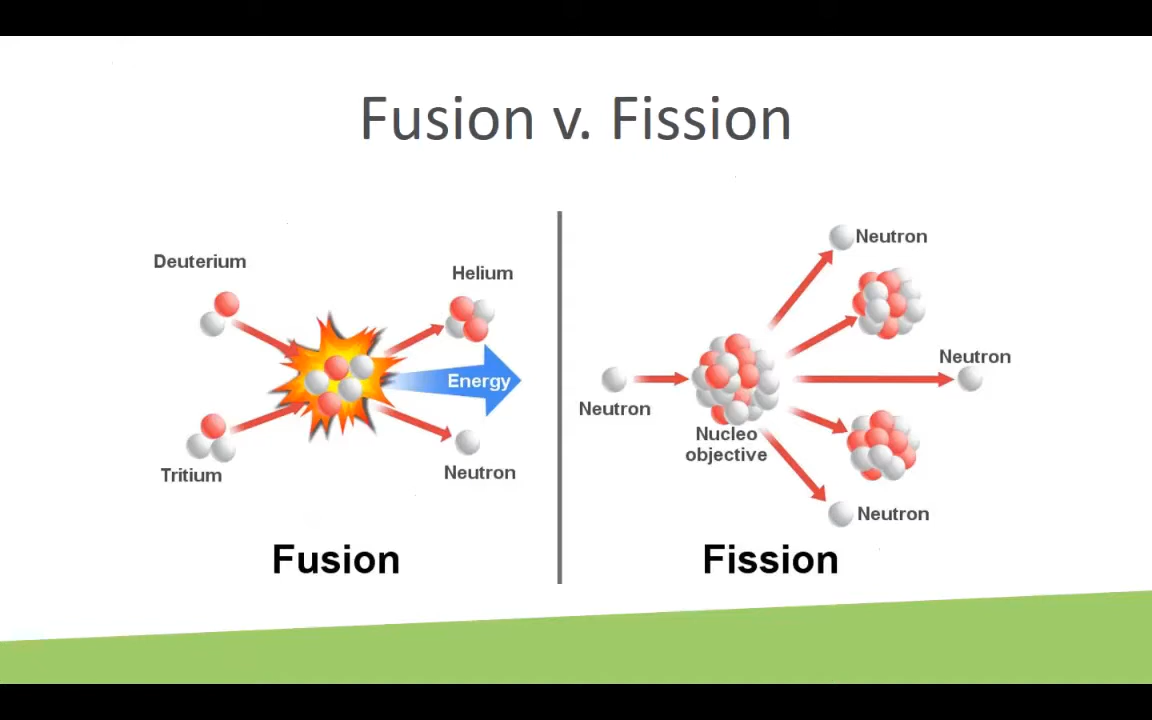 Fusion v. Fission
Deuterium
Helium
Energy
Tritium
Neutron
Fusion
Neutron
Neutron
Neutron
Nucleo
objective
Neutron
Fission